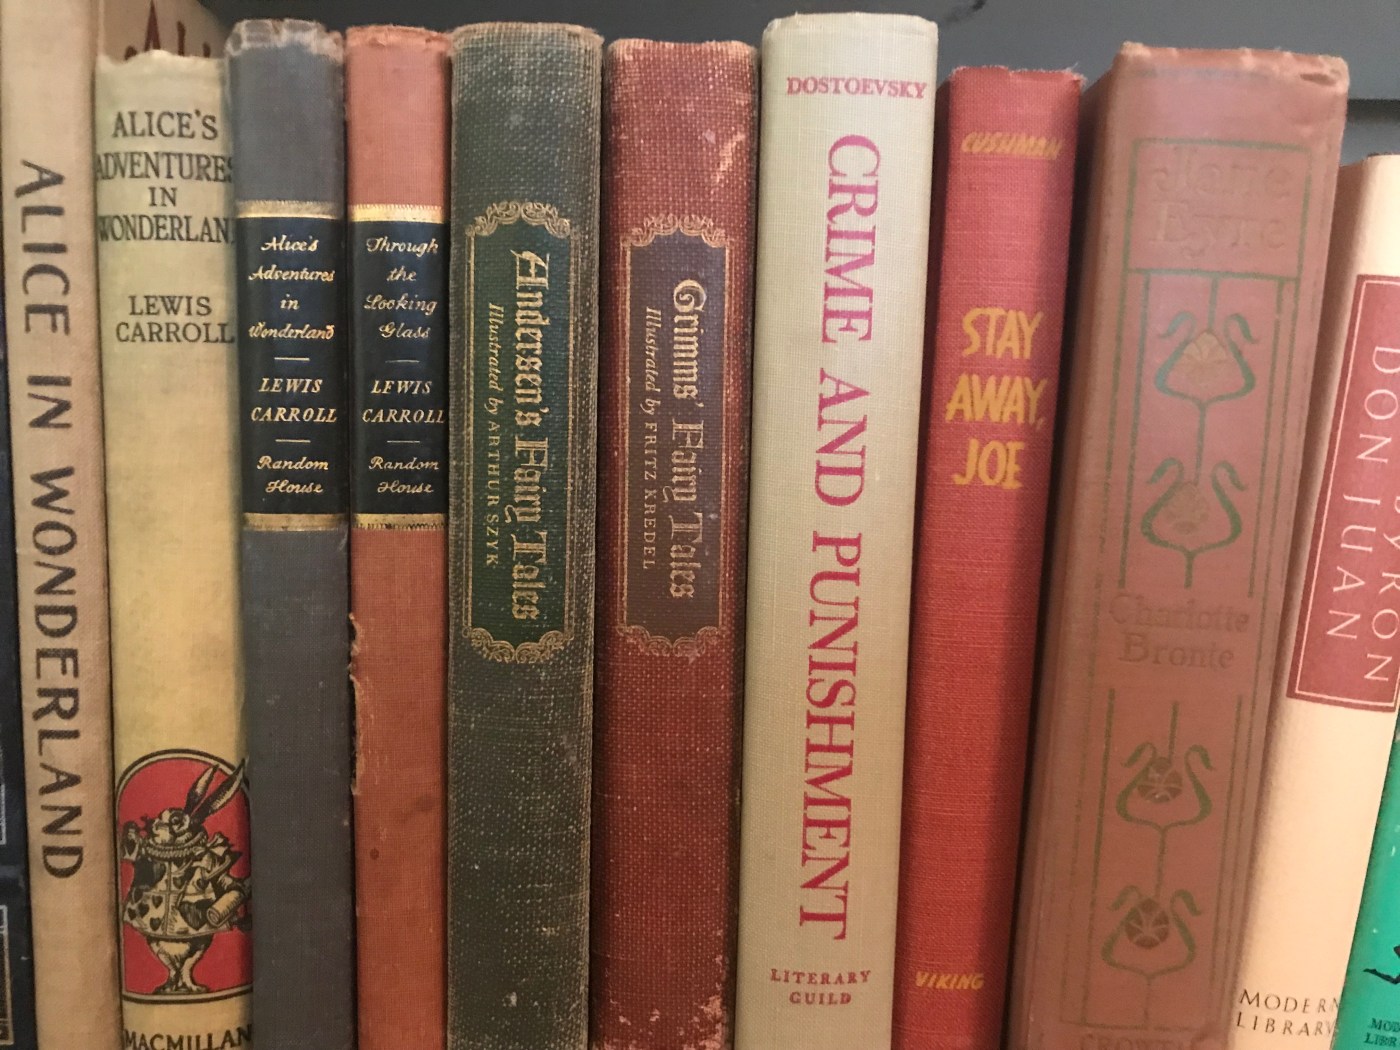 ALICE IN WONDERLAND
ALICE'S
ADVENTURES
IN
WONDERLAND
LEWIS
CARROLL
MACMILLAN
Alice's
Adventures
in
Wonderland
LEWIS
CARROLL
Random
House
Through
the
Looking
Glass
LEWIS
CARROLL
Random
House
Andersen's Fairy Tales
Illustrated by ARTHUR SZYK
Grimms' Fairy Tales
Illustrated by FRITZ KREDEL
DOSTOEVSKY
CRIME AND PUNISHMENT
LITERARY
GUILD
CUSHMAN
STAY
AWAY,
JOE
VIKING
Jane
Eyre
Charlotte
Bronte
BYRON
DON JUAN
MODERN
LIBRARY